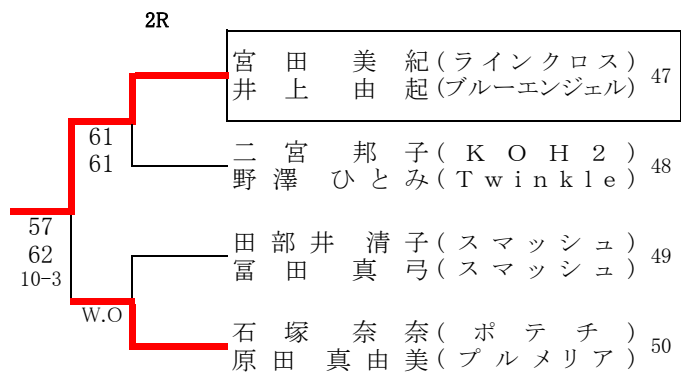 2R
宮田 美紀(ラインクロス) 47
井上 由起(ブルーエンジェル)
61
61
二宮 邦子(KOH2) 48
野澤 ひとみ(Twinkle)
57
62
10-3
田部井 清子(スマッシュ) 49
冨田 真弓(スマッシュ)
W.O
石塚 奈奈(ポテチ) 50
原田 真由美(プルメリア)